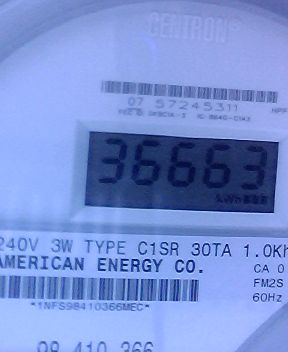 CENTRON®
07 57245311
36663
kWh
240V 3W TYPE C1SR 30TA 1.0Kh
AMERICAN ENERGY CO.
CA 0
FM2S
60Hz
*1NFS98410366MEC*
98 410 366